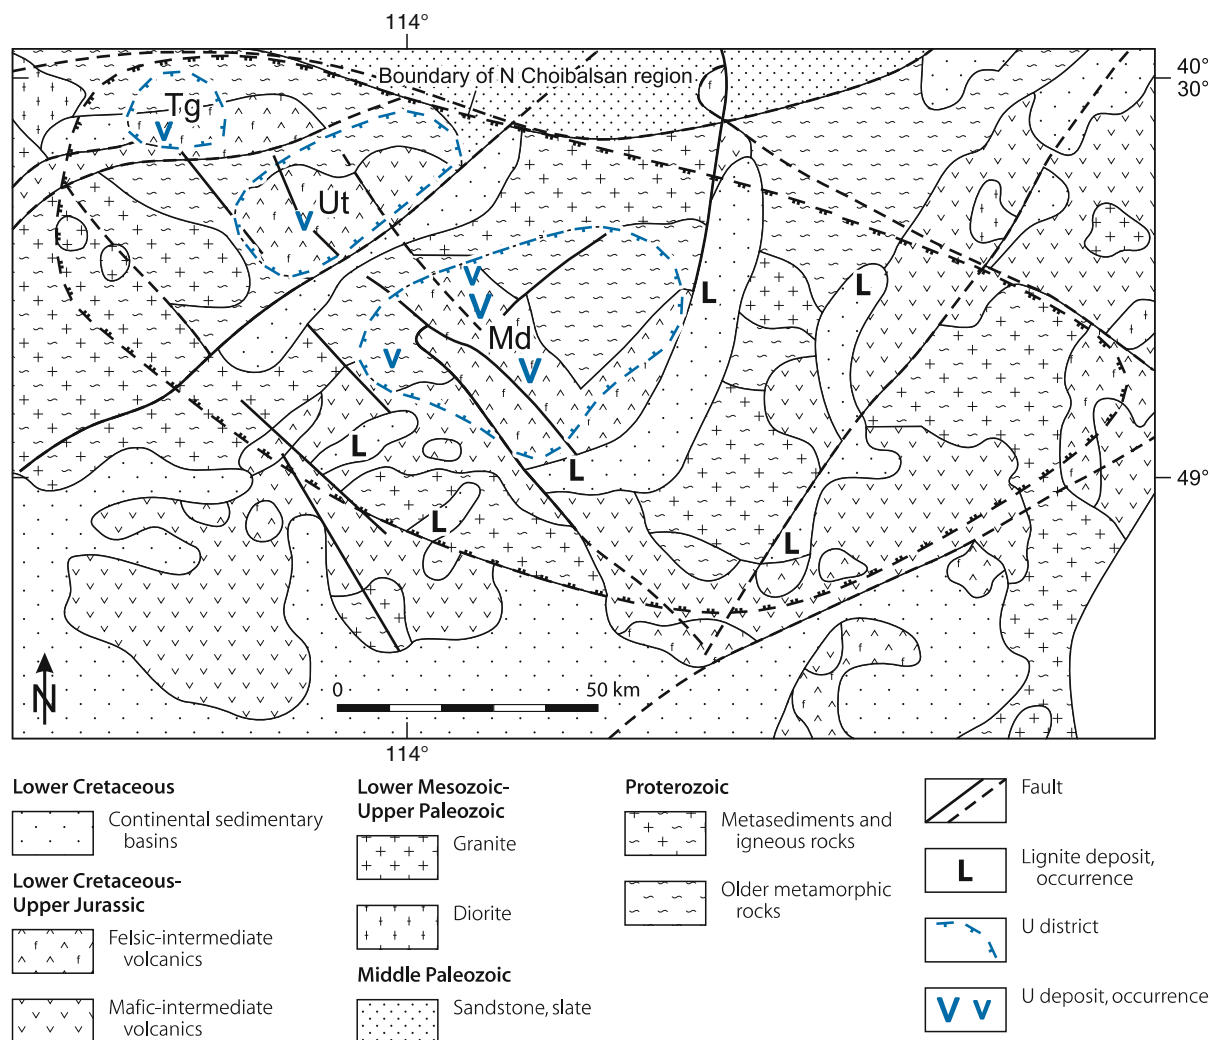 114°
Boundary of N Choibalsan region
40°
30'
Tg
V
Ut
V
V
V
Md
V
V
L
L
L
L
L
L
49°
N
0 50 km
114°
Lower Cretaceous
Continental sedimentary
basins
Lower Cretaceous-
Upper Jurassic
f
Felsic-intermediate
volcanics
Mafic-intermediate
volcanics
Lower Mesozoic-
Upper Paleozoic
Granite
Diorite
Middle Paleozoic
Sandstone, slate
Proterozoic
Metasediments and
igneous rocks
Older metamorphic
rocks
Fault
L
Lignite deposit,
occurrence
U district
V V
U deposit, occurrence